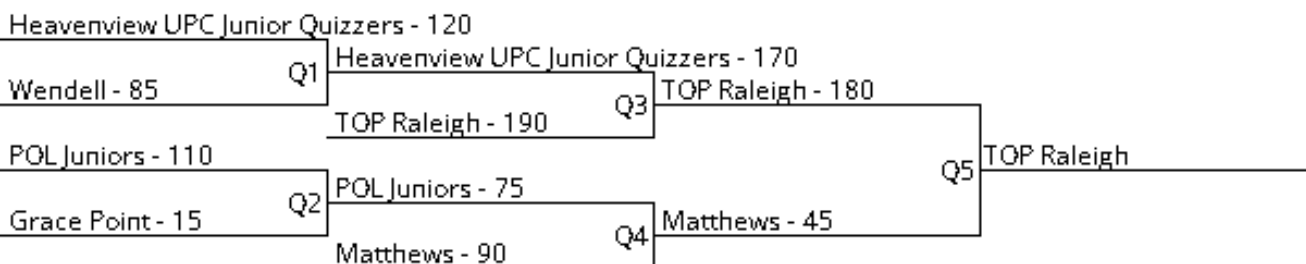 Heavenview UPC Junior Quizzers - 120
Heavenview UPC Junior Quizzers - 170
Q1
Wendell - 85
TOP Raleigh - 180
Q3
TOP Raleigh - 190
POL Juniors - 110
TOP Raleigh
Q5
POL Juniors - 75
Q2
Grace Point - 15
Matthews - 45
Q4
Matthews - 90